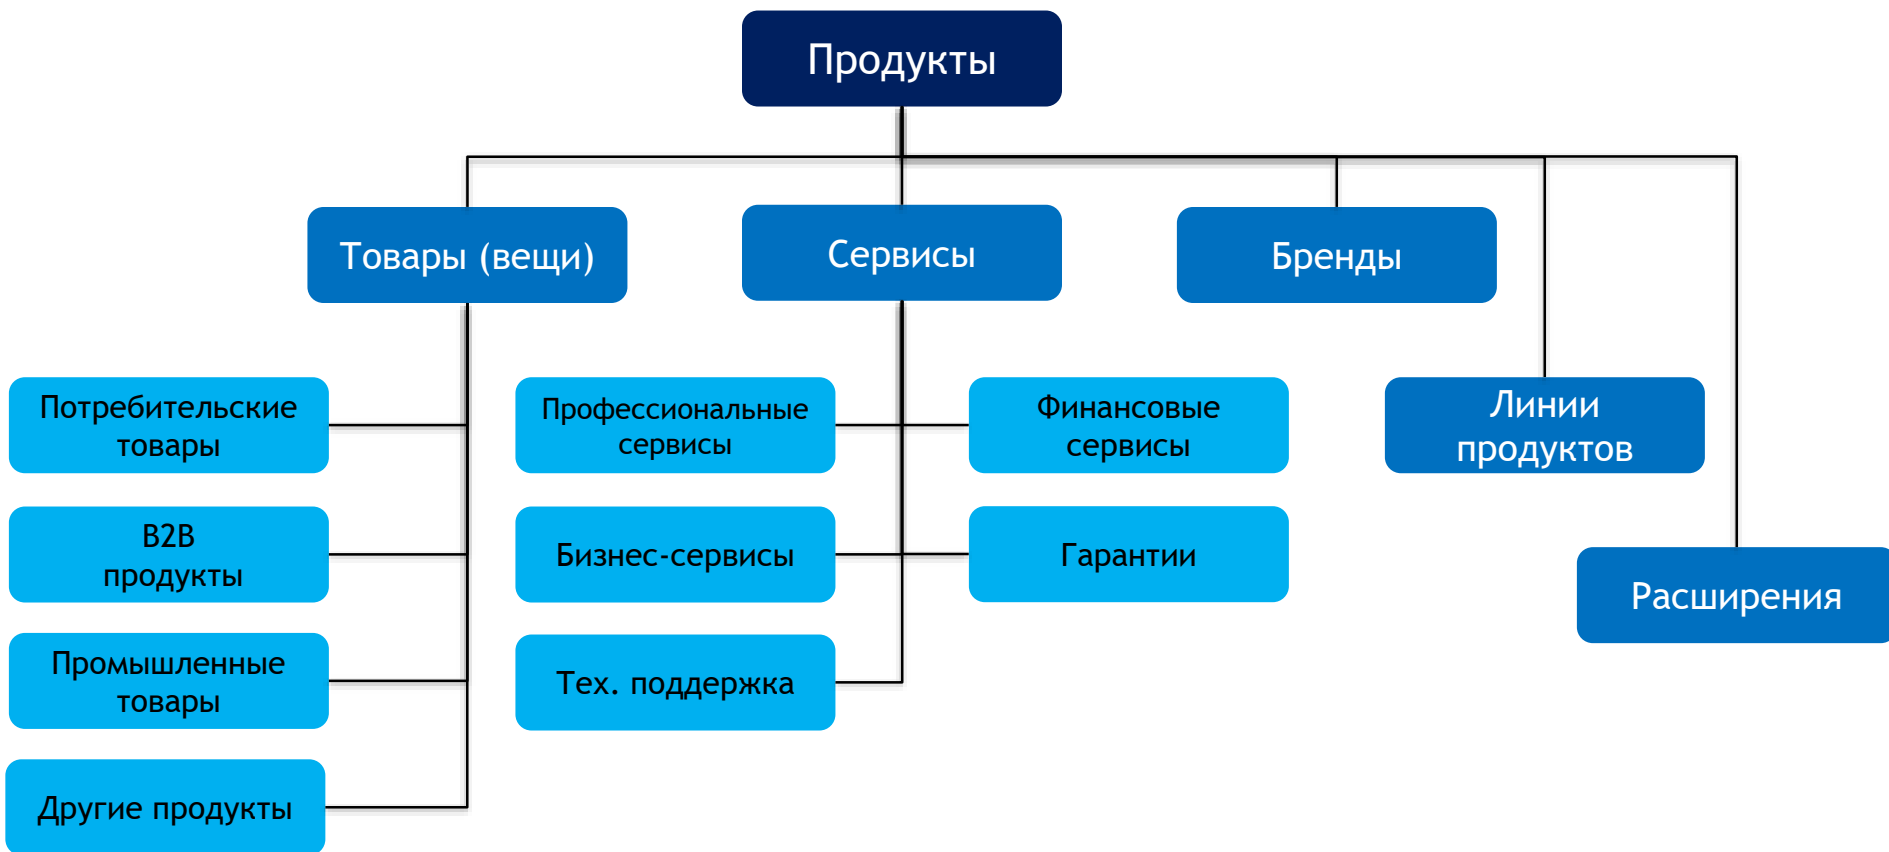 Продукты
Товары (вещи)
Сервисы
Бренды
Потребительские
товары
Профессиональные
сервисы
Финансовые
сервисы
Линии
продуктов
B2B
продукты
Бизнес-сервисы
Гарантии
Расширения
Промышленные
товары
Тех. поддержка
Другие продукты